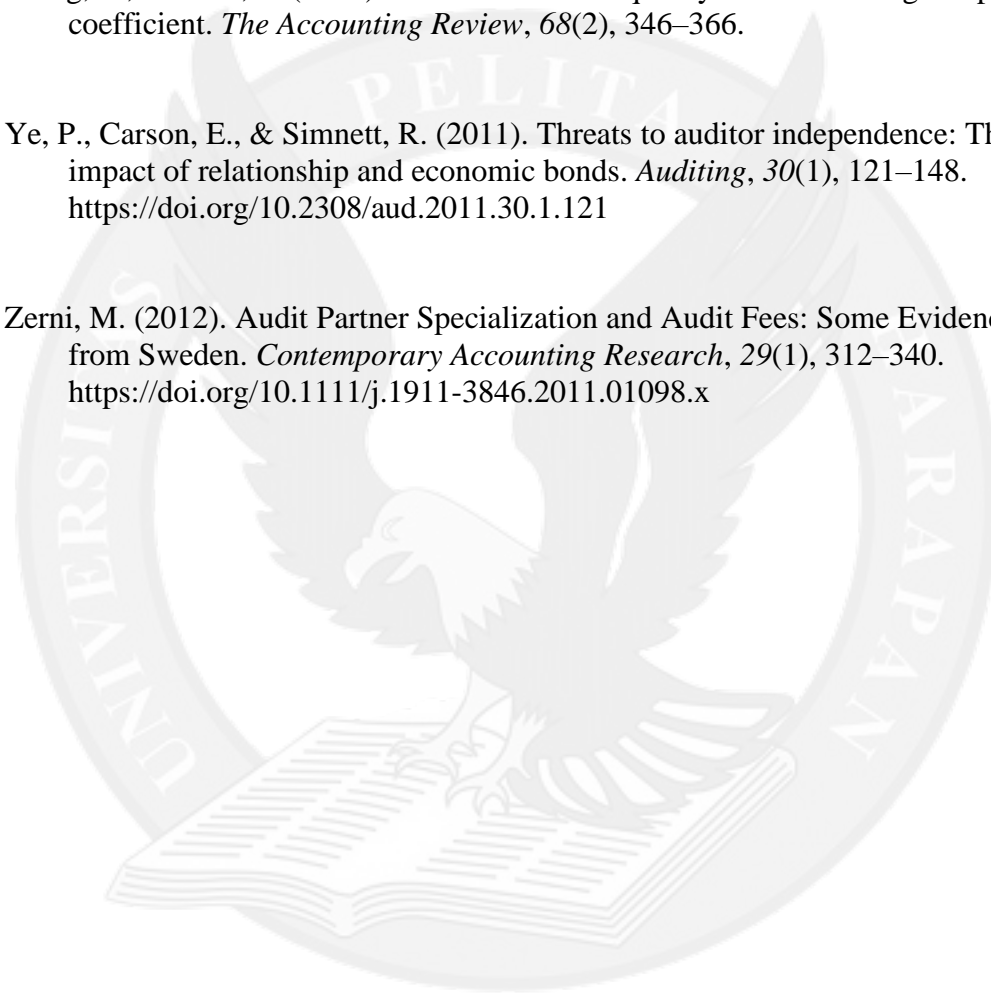 coefficient. The Accounting Review, 68(2), 346–366.
Ye, P., Carson, E., & Simnett, R. (2011). Threats to auditor independence: Th
impact of relationship and economic bonds. Auditing, 30(1), 121–148.
https://doi.org/10.2308/aud.2011.30.1.121
Zerni, M. (2012). Audit Partner Specialization and Audit Fees: Some Evidenc
from Sweden. Contemporary Accounting Research, 29(1), 312–340.
https://doi.org/10.1111/j.1911-3846.2011.01098.x
UNIVERSITAS PELITA HARAPAN